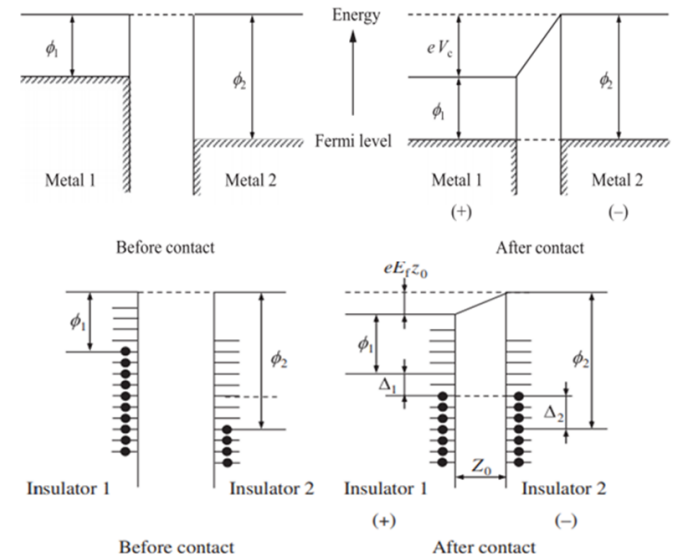 Energy
ϕ₁
ϕ₂
Fermi level
Metal 1
Metal 2
Before contact
eV꜀
ϕ₁
ϕ₂
Metal 1
Metal 2
(+)
(–)
After contact
ϕ₁
ϕ₂
Insulator 1
Insulator 2
Before contact
eE_fz₀
ϕ₁
Δ₁
ϕ₂
Δ₂
Z₀
Insulator 1
Insulator 2
(+)
(–)
After contact